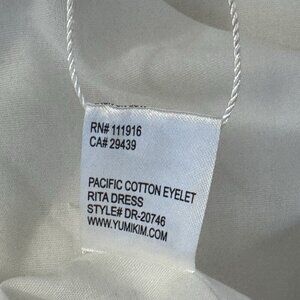 RN# 111916
CA# 29439
PACIFIC COTTON EYELET
RITA DRESS
STYLE# DR-20746
WWW.YUMIKIM.COM